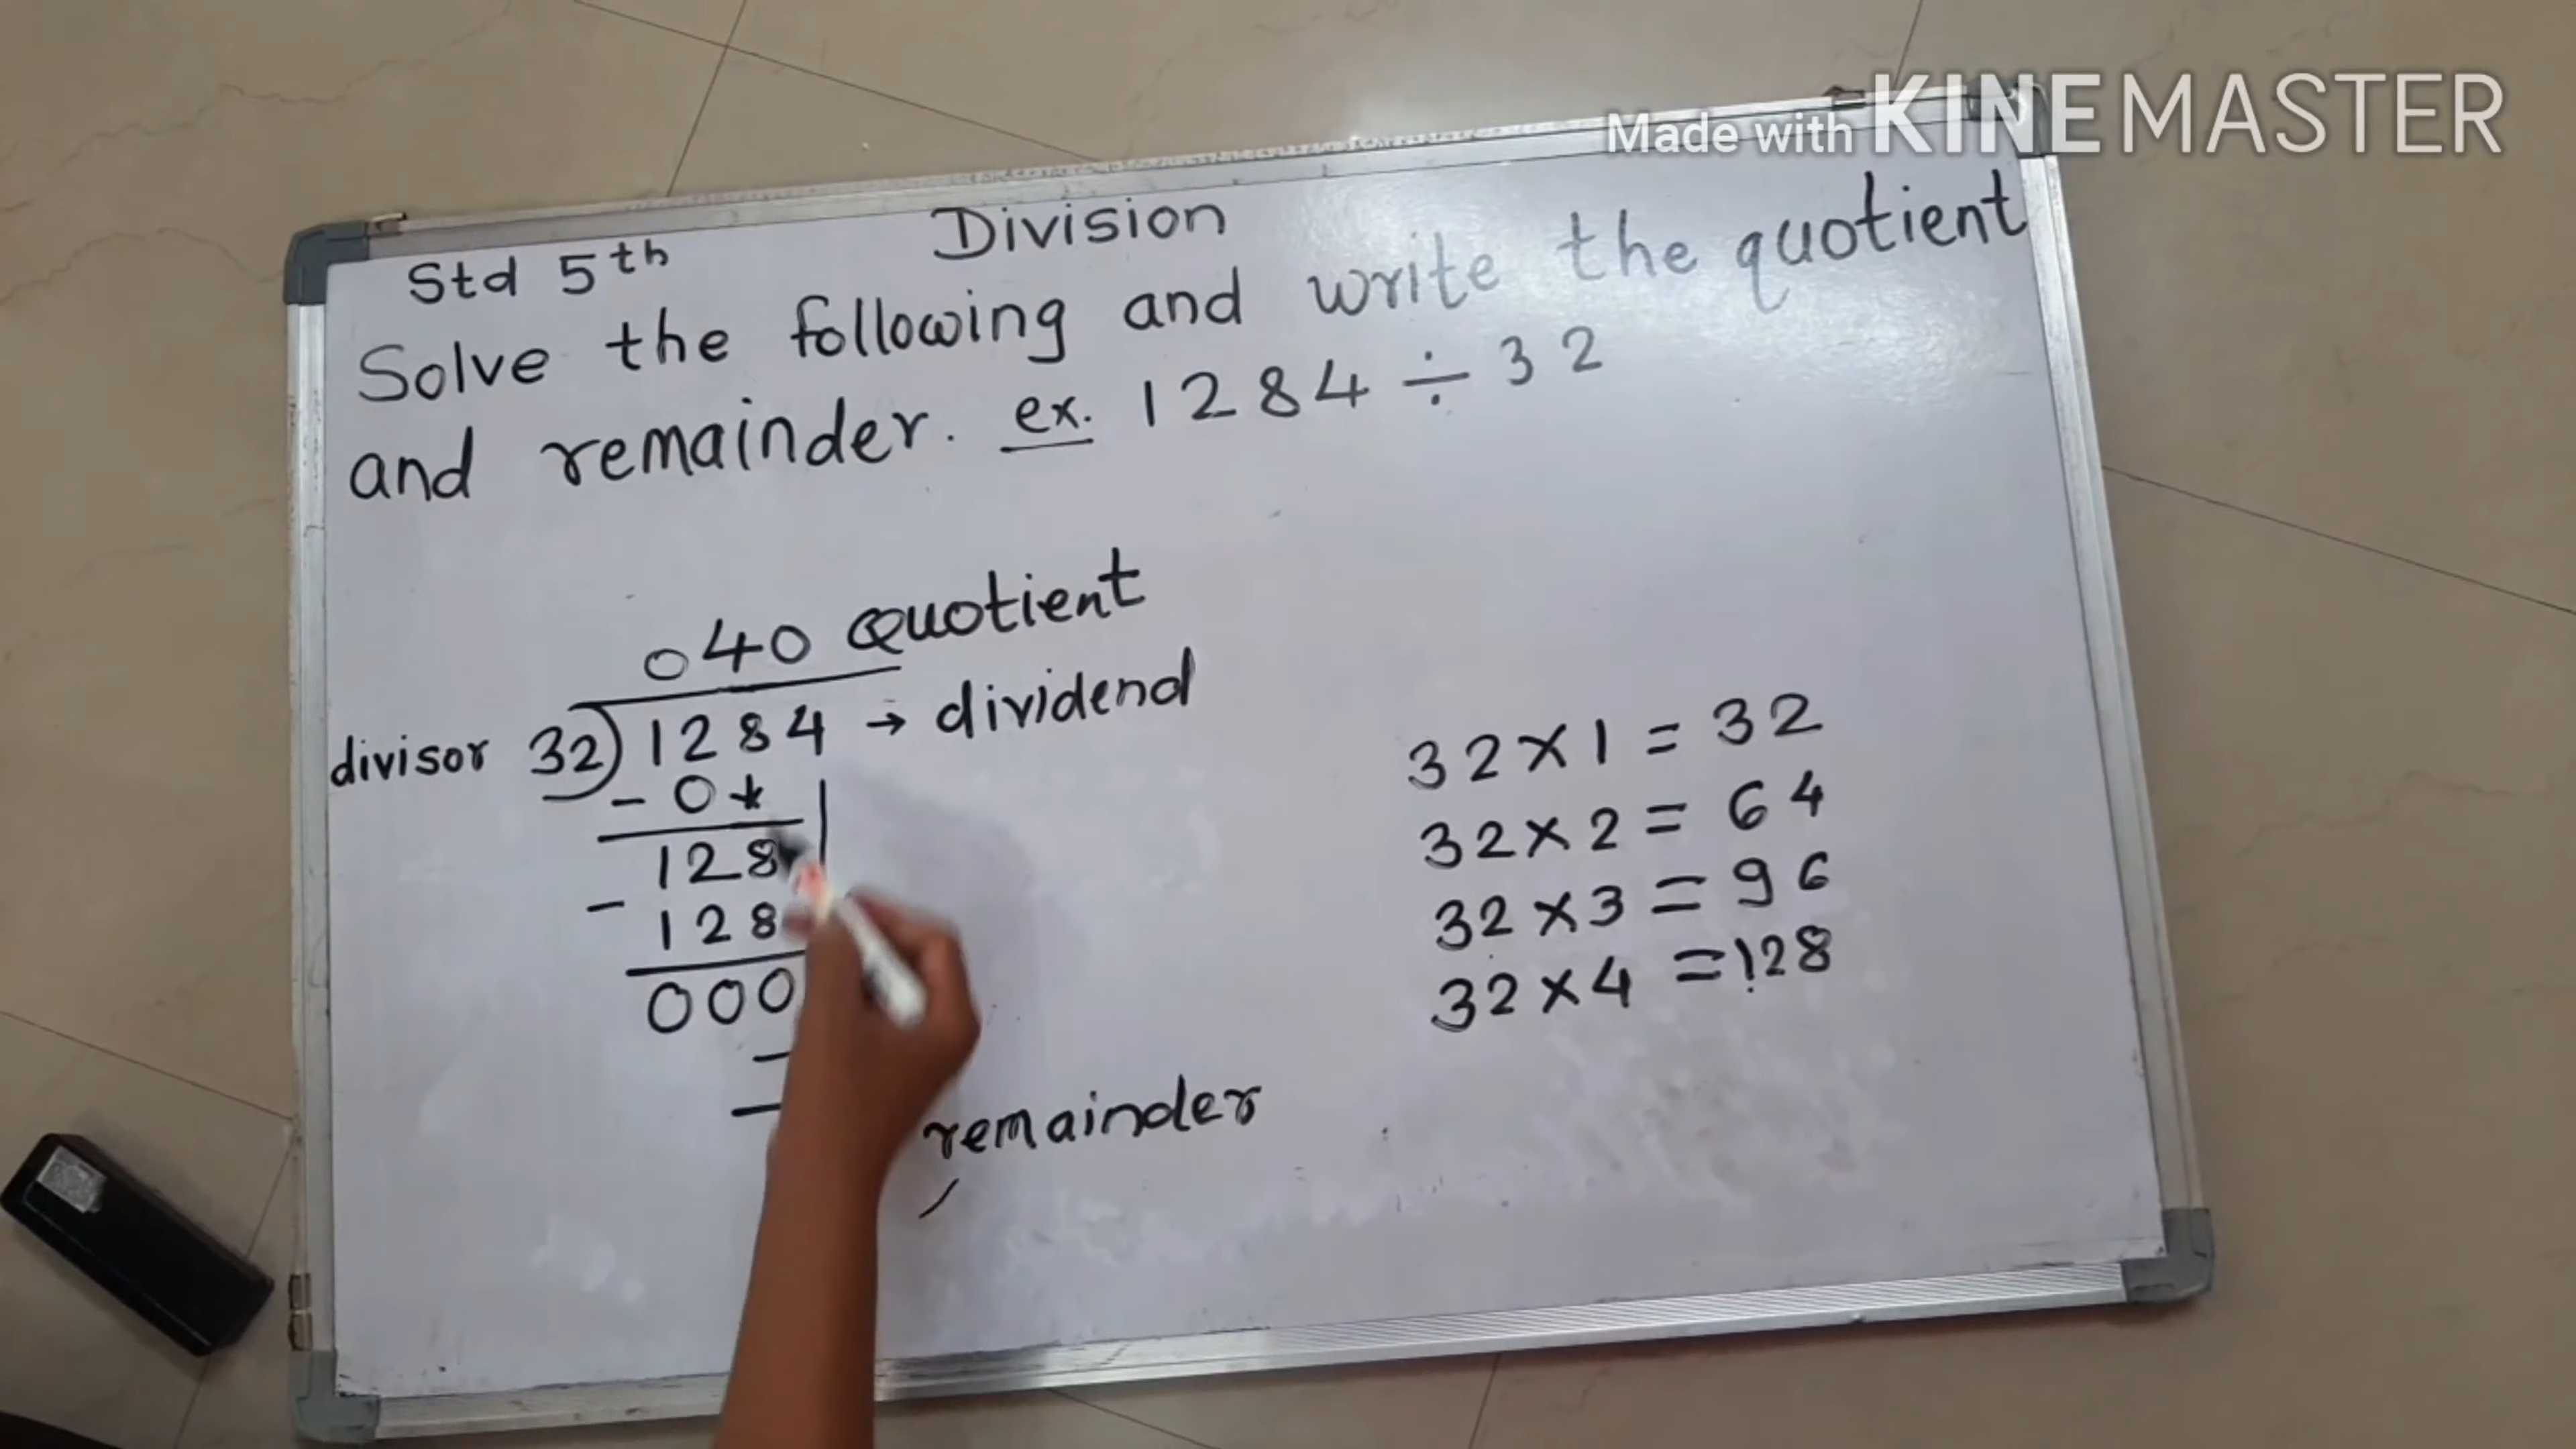 Made with KINEMASTER
Std 5th Division
Solve the following and write the quotient
and remainder. ex. 1284 ÷ 32
040 Quotient
divisor 32) 1284 → dividend
- 0 *
128
- 128
000
-
remainder
32 × 1 = 32
32 × 2 = 64
32 × 3 = 96
32 × 4 = 128